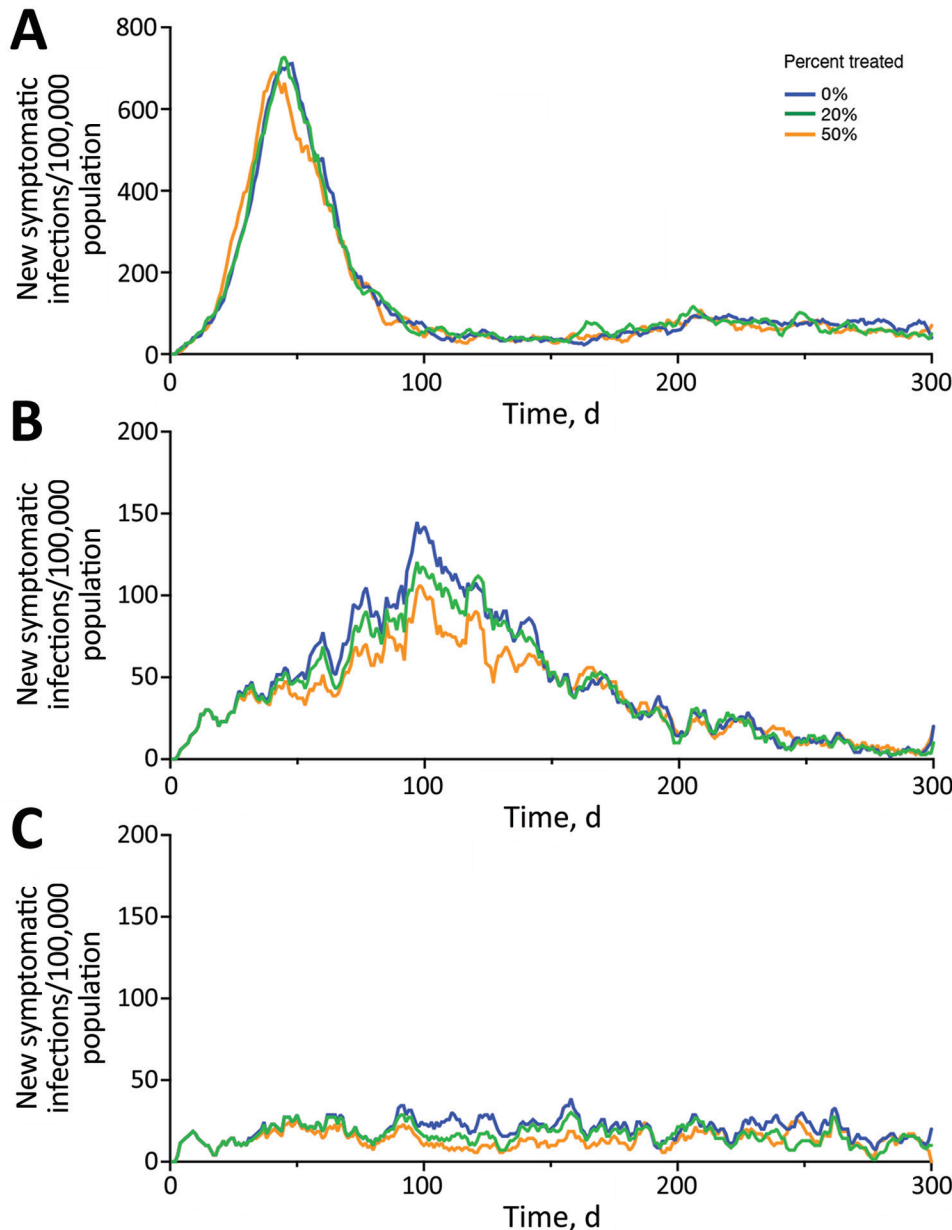 A
New symptomatic
infections/100,000
population
800
600
400
200
0
Percent treated
0%
20%
50%
0
100
200
300
Time, d
B
New symptomatic
infections/100,000
population
200
150
100
50
0
0
100
200
300
Time, d
C
New symptomatic
infections/100,000
population
200
150
100
50
0
0
100
200
300
Time, d